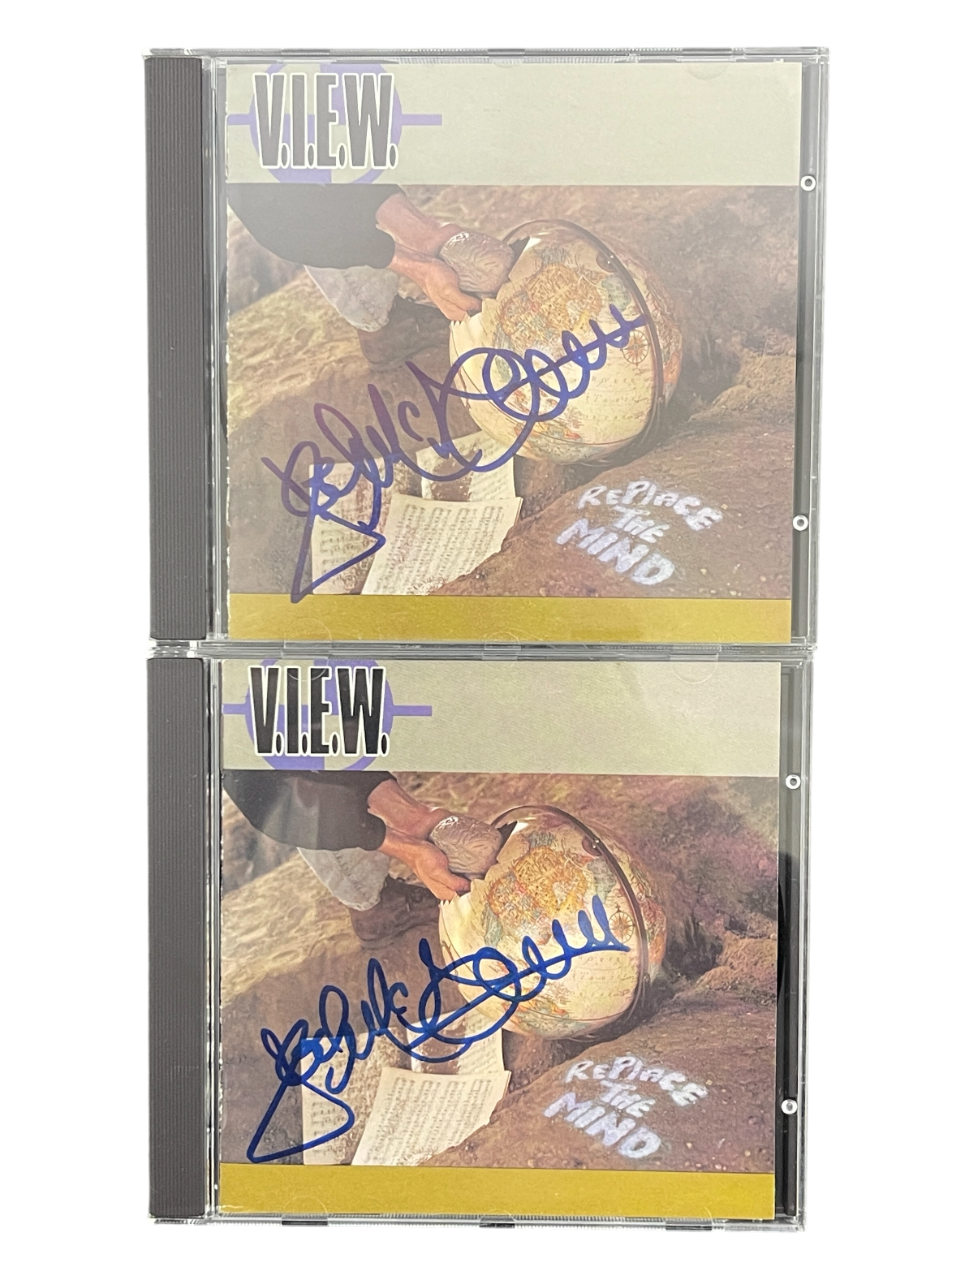 V.I.E.W.
REPLACE
THE
MIND
V.I.E.W.
REPLACE
THE
MIND